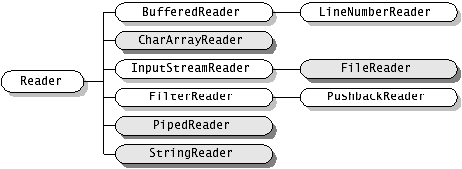 BufferedReader LineNumberReader
CharArrayReader
InputStreamReader FileReader
Reader
FilterReader PushbackReader
PipedReader
StringReader